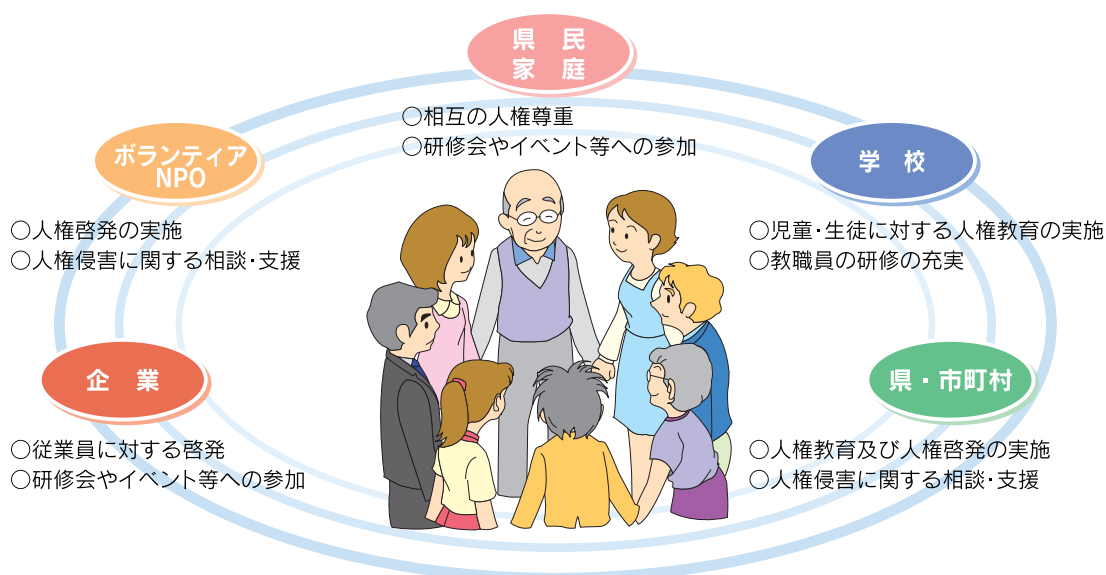 県　民
家　庭
○相互の人権尊重
○研修会やイベント等への参加
ボランティア
NPO
○人権啓発の実施
○人権侵害に関する相談・支援
学　校
○児童・生徒に対する人権教育の実施
○教職員の研修の充実
企　業
○従業員に対する啓発
○研修会やイベント等への参加
県・市町村
○人権教育及び人権啓発の実施
○人権侵害に関する相談・支援